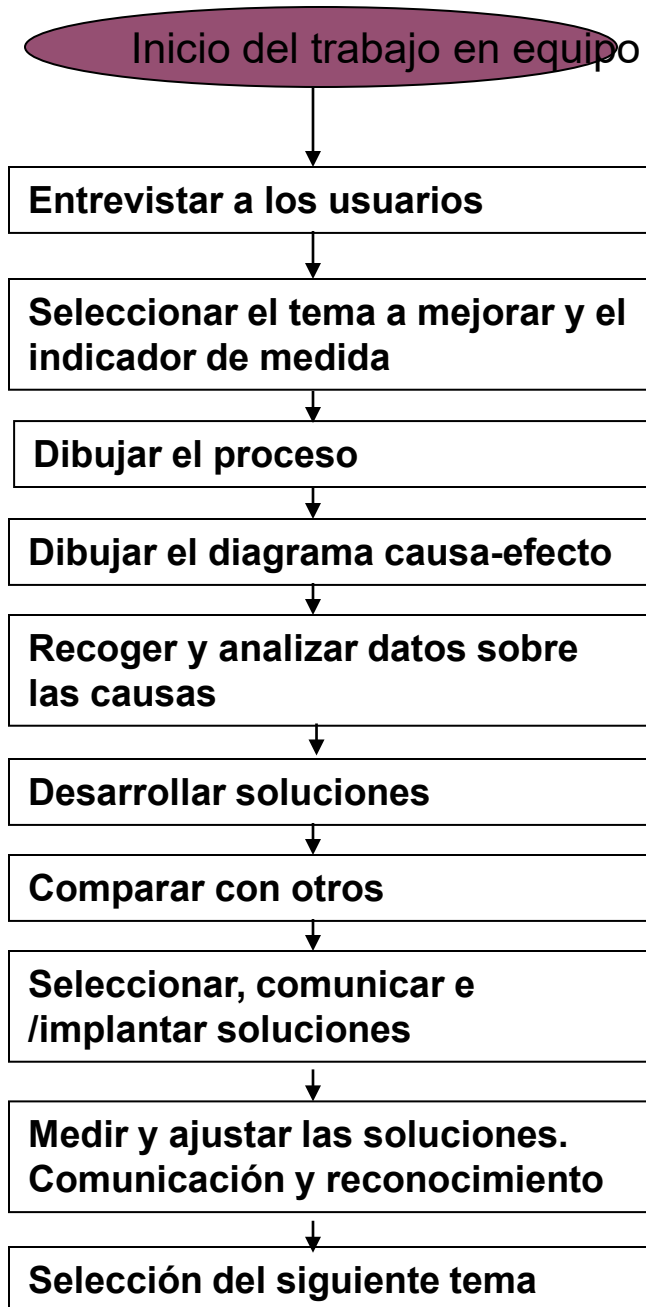 Inicio del trabajo en equipo
Entrevistar a los usuarios
Seleccionar el tema a mejorar y el
indicador de medida
Dibujar el proceso
Dibujar el diagrama causa-efecto
Recoger y analizar datos sobre
las causas
Desarrollar soluciones
Comparar con otros
Seleccionar, comunicar e
/implantar soluciones
Medir y ajustar las soluciones.
Comunicación y reconocimiento
Selección del siguiente tema